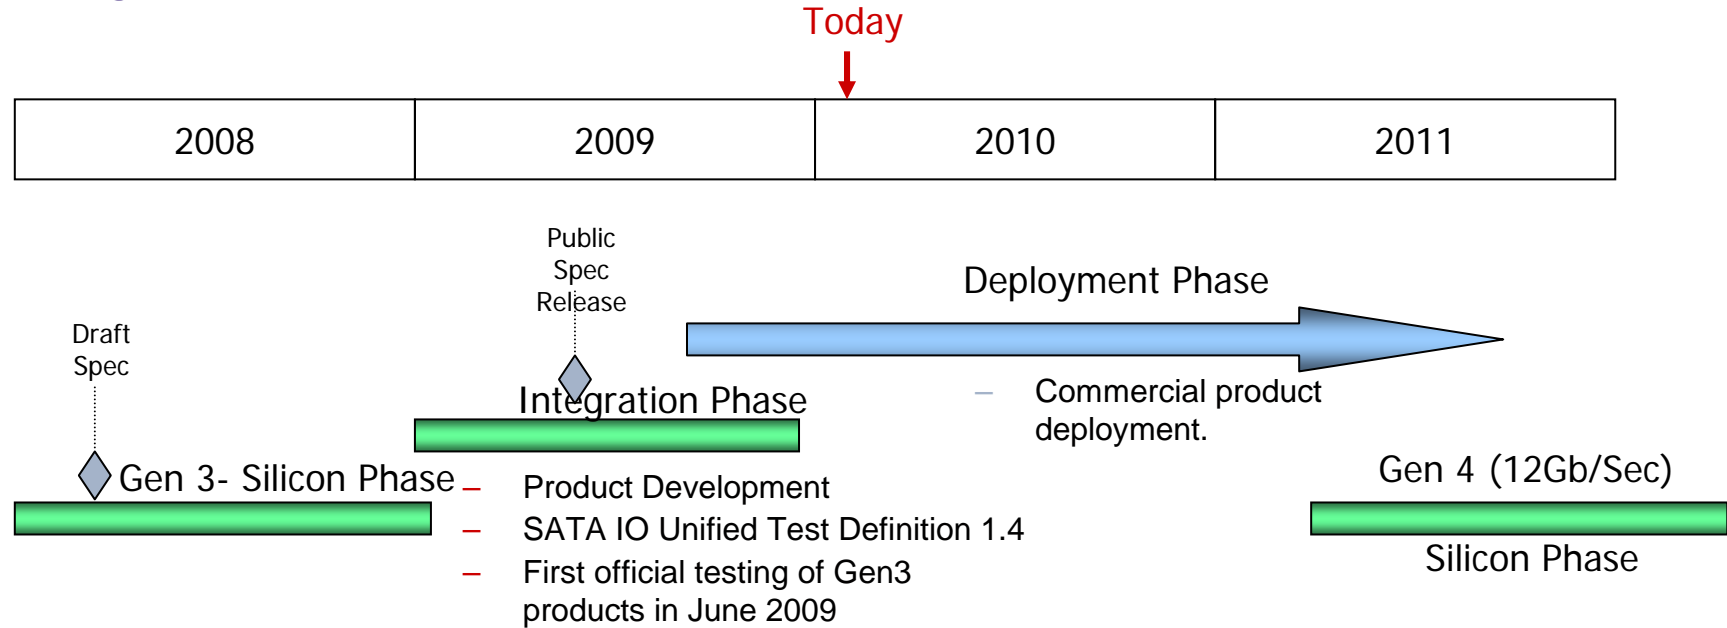 Today
2008
2009
2010
2011
Public
Spec
Release
Deployment Phase
Draft
Spec
Integration Phase
– Commercial product
deployment.
Gen 3- Silicon Phase
– Product Development
– SATA IO Unified Test Definition 1.4
– First official testing of Gen3
products in June 2009
Gen 4 (12Gb/Sec)
Silicon Phase